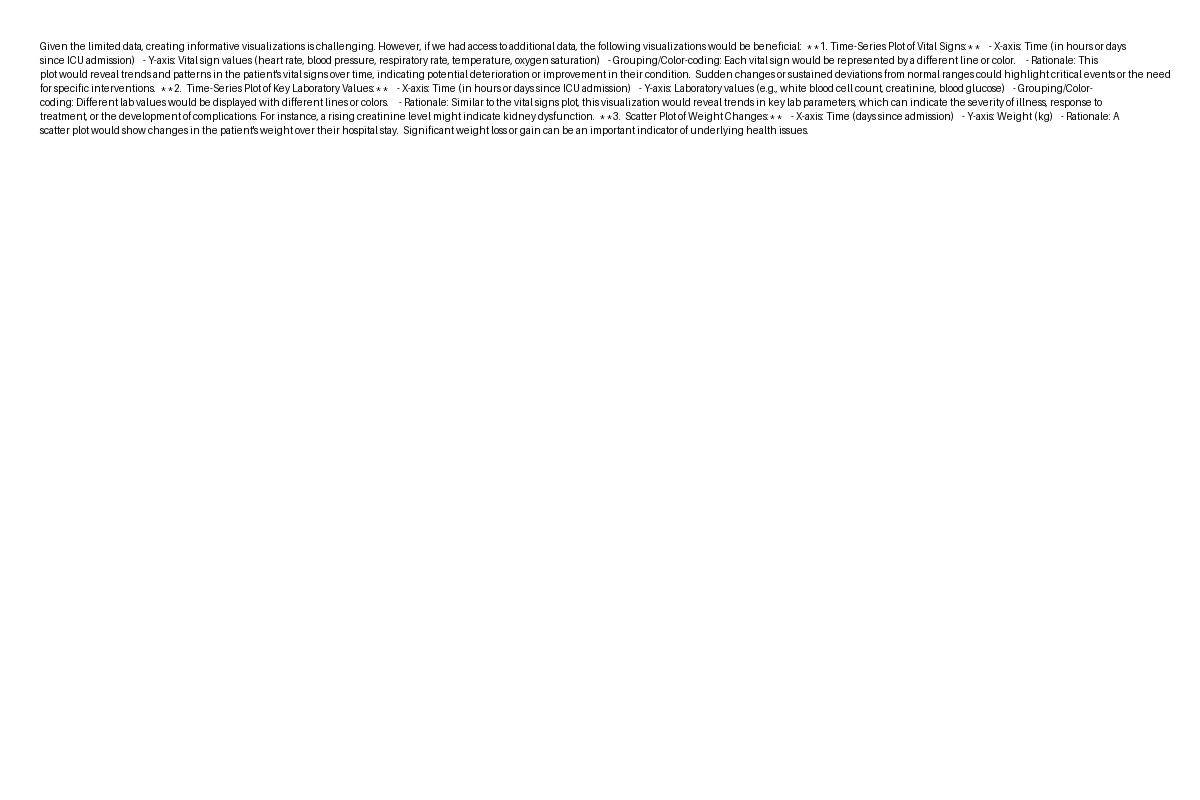 Given the limited data, creating informative visualizations is challenging. However, if we had access to additional data, the following visualizations would be beneficial:  **1. Time-Series Plot of Vital Signs:**   - X-axis: Time (in hours or days
since ICU admission)   - Y-axis: Vital sign values (heart rate, blood pressure, respiratory rate, temperature, oxygen saturation)   - Grouping/Color-coding: Each vital sign would be represented by a different line or color.   - Rationale: This
plot would reveal trends and patterns in the patient's vital signs over time, indicating potential deterioration or improvement in their condition.  Sudden changes or sustained deviations from normal ranges could highlight critical events or the need
for specific interventions.  **2.  Time-Series Plot of Key Laboratory Values:**   - X-axis: Time (in hours or days since ICU admission)   - Y-axis: Laboratory values (e.g., white blood cell count, creatinine, blood glucose)   - Grouping/Color-
coding: Different lab values would be displayed with different lines or colors.   - Rationale: Similar to the vital signs plot, this visualization would reveal trends in key lab parameters, which can indicate the severity of illness, response to
treatment, or the development of complications. For instance, a rising creatinine level might indicate kidney dysfunction.  **3.  Scatter Plot of Weight Changes:**   - X-axis: Time (days since admission)   - Y-axis: Weight (kg)   - Rationale: A
scatter plot would show changes in the patient's weight over their hospital stay.  Significant weight loss or gain can be an important indicator of underlying health issues.